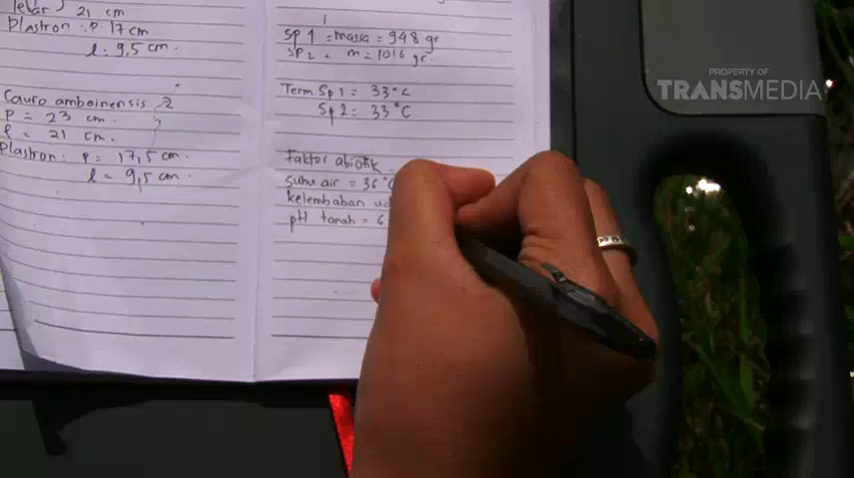 lebar) 21 cm
Plastron : P 17 cm
l = 9,5 cm.
Couro amboinensis 2
P = 23 cm.
l = 21 cm.
Plastron : P = 17,5 cm.
l = 9,5 cm
Sp 1 = massa = 948 gr
Sp 2 = m = 1016 gr.
Term Sp 1 = 33°C
Sp 2 = 33°C
Faktor abiotik.
Suhu air = 36°C
kelembaban
pH tanah = 6
PROPERTY OF
TRANSMEDIA